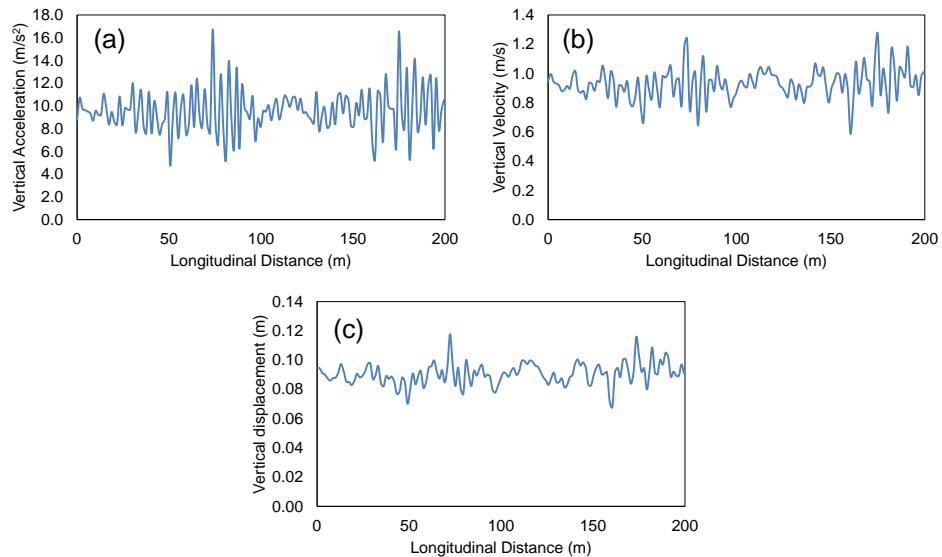 (a)
Vertical Acceleration (m/s²)
18.0
16.0
14.0
12.0
10.0
8.0
6.0
4.0
2.0
0.0
0 50 100 150 200
Longitudinal Distance (m)
(b)
Vertical Velocity (m/s)
1.4
1.2
1.0
0.8
0.6
0.4
0.2
0.0
0 50 100 150 200
Longitudinal Distance (m)
(c)
Vertical displacement (m)
0.14
0.12
0.10
0.08
0.06
0.04
0.02
0.00
0 50 100 150 200
Longitudinal Distance (m)